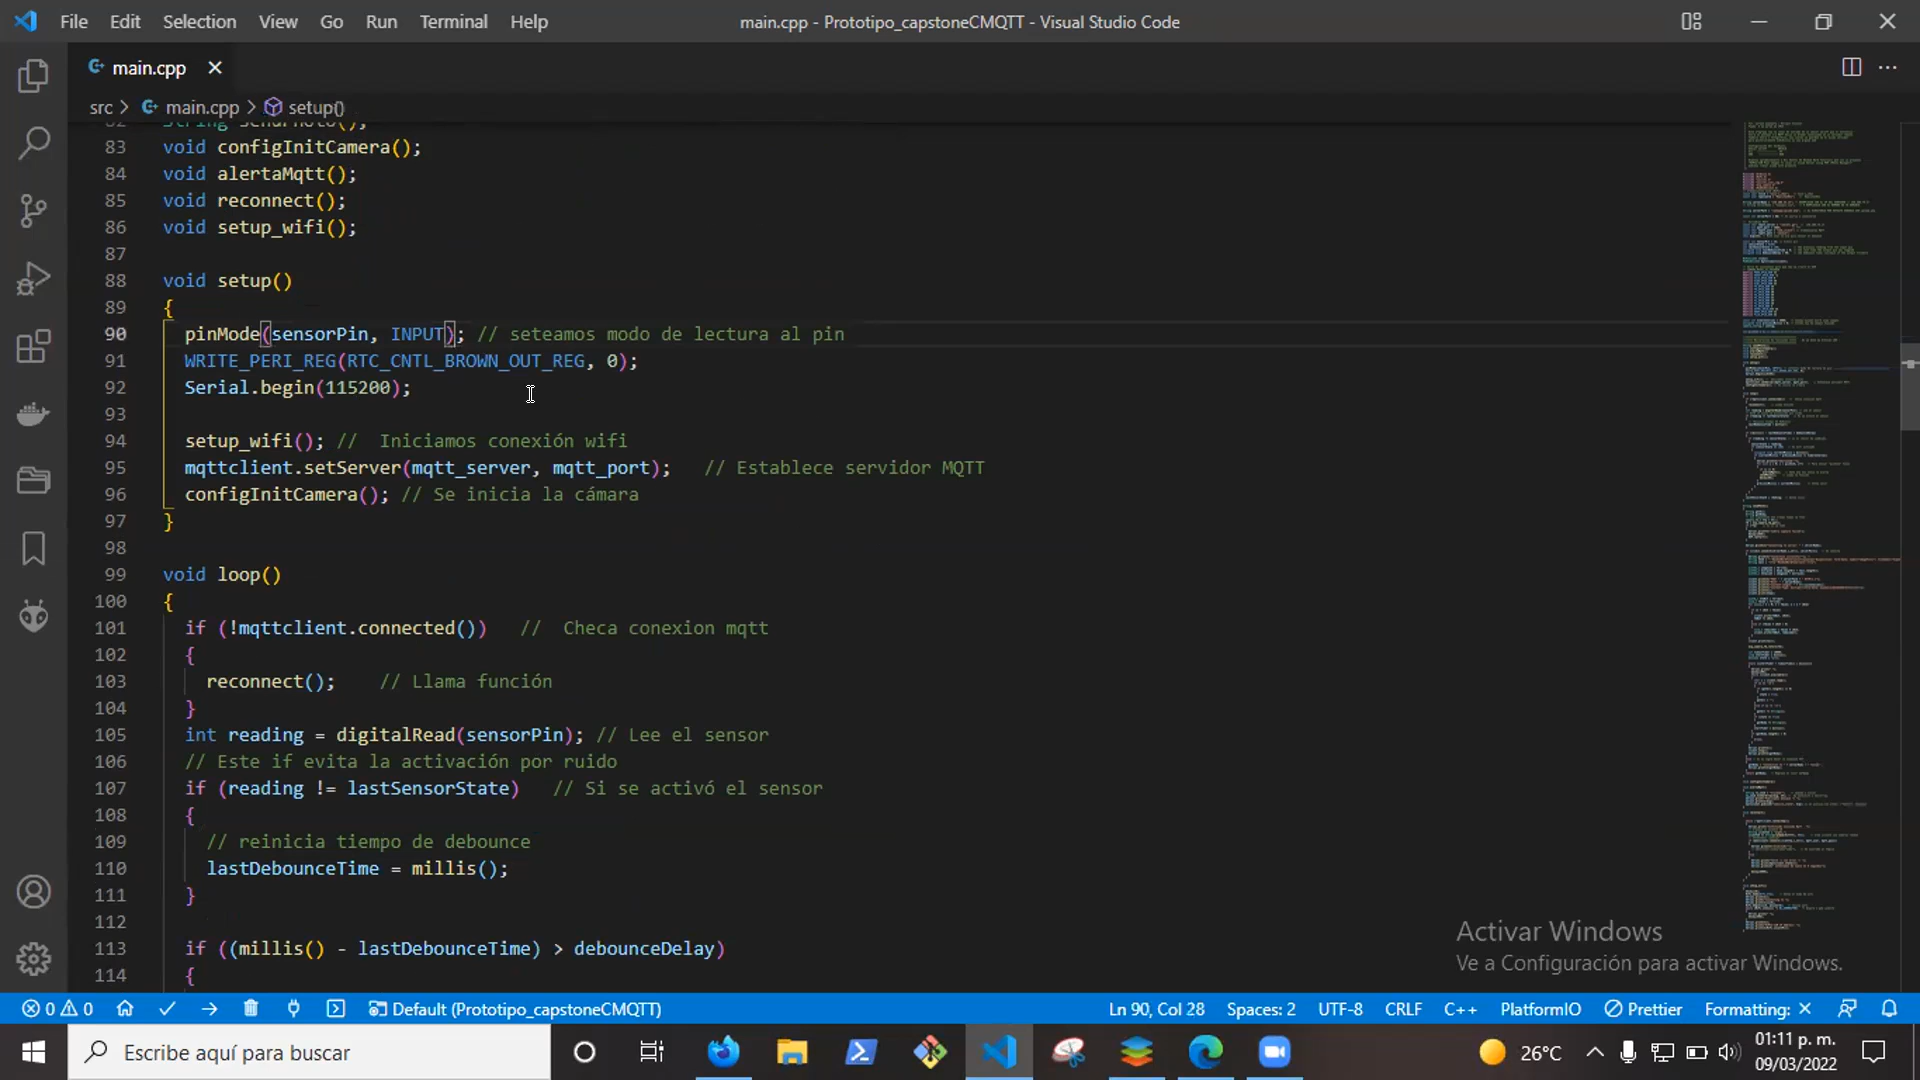 File Edit Selection View Go Run Terminal Help
main.cpp - Prototipo_capstoneCMQTT - Visual Studio Code
main.cpp
src > main.cpp > setup()
83 void configInitCamera();
84 void alertaMqtt();
85 void reconnect();
86 void setup_wifi();
87
88 void setup()
89 {
90 pinMode(sensorPin, INPUT); // seteamos modo de lectura al pin
91 WRITE_PERI_REG(RTC_CNTL_BROWN_OUT_REG, 0);
92 Serial.begin(115200);
93
94 setup_wifi(); // Iniciamos conexión wifi
95 mqttclient.setServer(mqtt_server, mqtt_port); // Establece servidor MQTT
96 configInitCamera(); // Se inicia la cámara
97 }
98
99 void loop()
100 {
101 if (!mqttclient.connected()) // Checa conexion mqtt
102 {
103 reconnect(); // Llama función
104 }
105 int reading = digitalRead(sensorPin); // Lee el sensor
106 // Este if evita la activación por ruido
107 if (reading != lastSensorState) // Si se activó el sensor
108 {
109 // reinicia tiempo de debounce
110 lastDebounceTime = millis();
111 }
112
113 if ((millis() - lastDebounceTime) > debounceDelay)
114 {
Activar Windows
Ve a Configuración para activar Windows.
0 0 Default (Prototipo_capstoneCMQTT) Ln 90, Col 28 Spaces: 2 UTF-8 CRLF C++ PlatformIO Prettier Formatting: ×
Escribe aquí para buscar
26°C
01:11 p. m.
09/03/2022